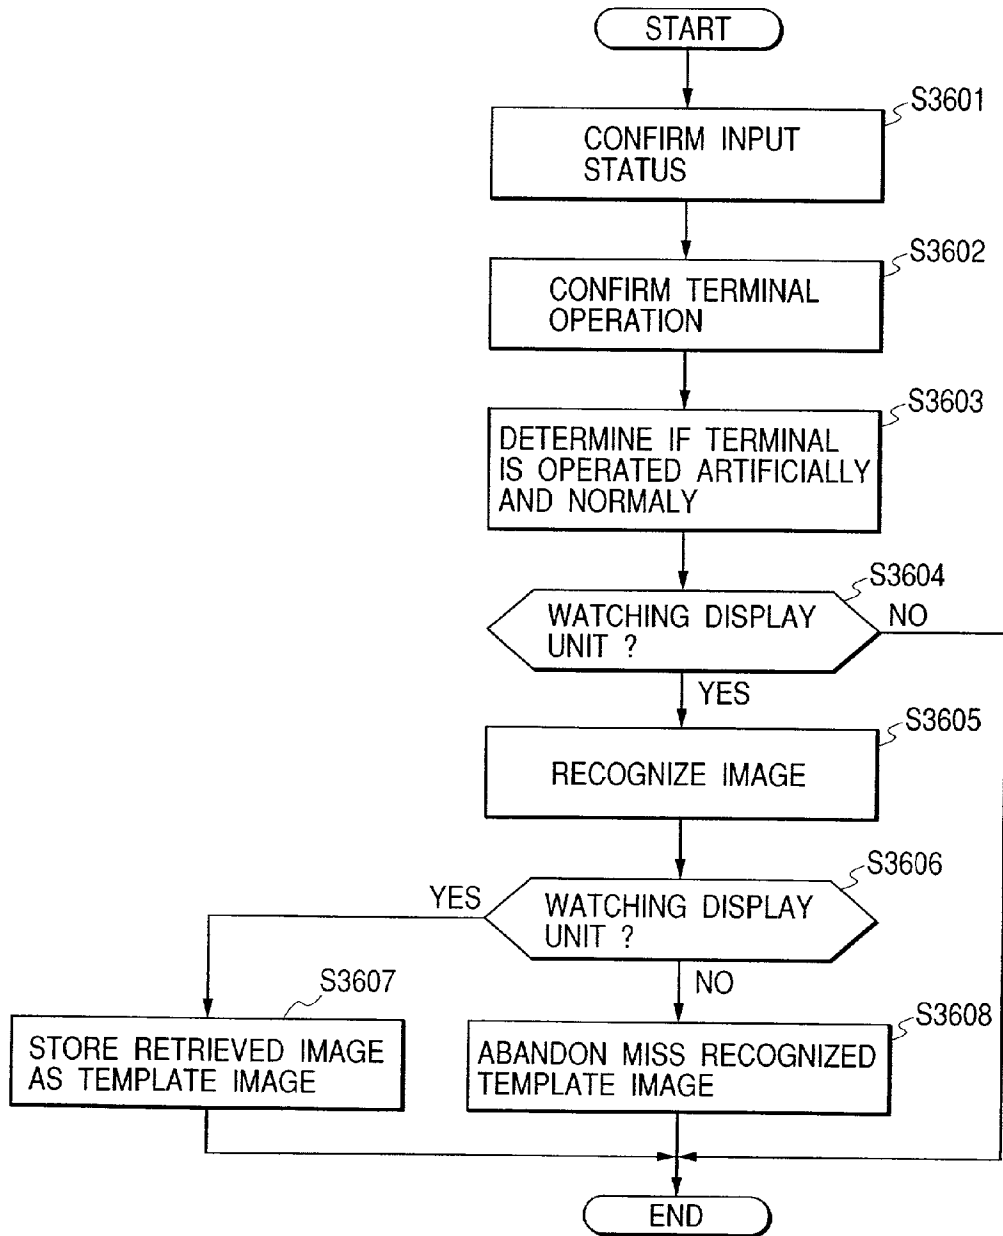 START
S3601
CONFIRM INPUT
STATUS
S3602
CONFIRM TERMINAL
OPERATION
S3603
DETERMINE IF TERMINAL
IS OPERATED ARTIFICIALLY
AND NORMALY
S3604
WATCHING DISPLAY
UNIT ?
NO
YES
S3605
RECOGNIZE IMAGE
S3606
YES
WATCHING DISPLAY
UNIT ?
NO
S3607
STORE RETRIEVED IMAGE
AS TEMPLATE IMAGE
S3608
ABANDON MISS RECOGNIZED
TEMPLATE IMAGE
END